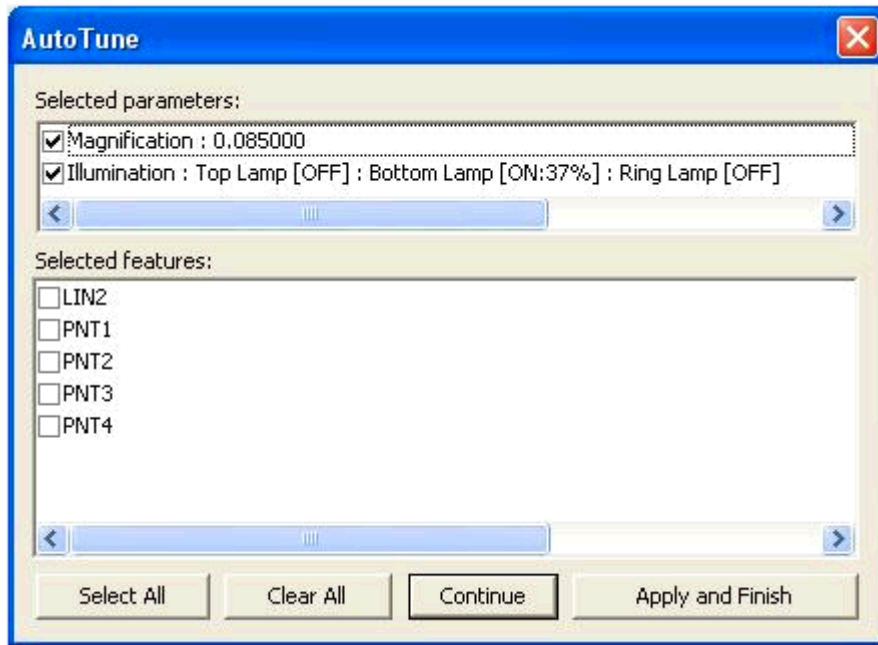 AutoTune
Selected parameters:
Magnification : 0.085000
Illumination : Top Lamp [OFF] : Bottom Lamp [ON:37%] : Ring Lamp [OFF]
Selected features:
LIN2
PNT1
PNT2
PNT3
PNT4
Select All Clear All Continue Apply and Finish